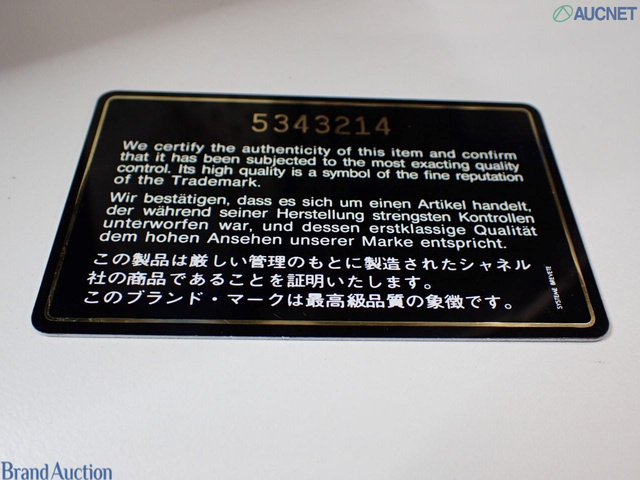 AUCNET
5343214
We certify the authenticity of this item and confirm
that it has been subjected to the most exacting quality
control. Its high quality is a symbol of the fine reputation
of the Trademark.
Wir bestätigen, dass es sich um einen Artikel handelt,
der während seiner Herstellung strengsten Kontrollen
unterworfen war, und dessen erstklassige Qualität
dem hohen Ansehen unserer Marke entspricht.
この製品は厳しい管理のもとに製造されたシャネル
社の商品であることを証明いたします。
このブランド・マークは最高級品質の象徴です。
SYSTEME BREVETE
Brand Auction